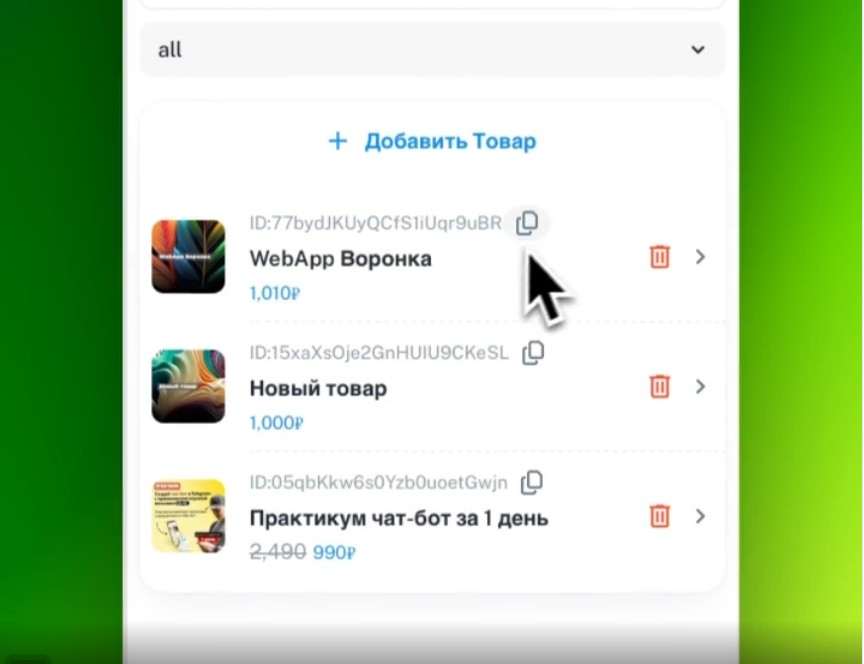 all
+ Добавить Товар
ID:77bydJKUyQCfS1iUqr9uBR
WebApp Воронка
WebApp Воронка
1,010₽
ID:15xaXsOje2GnHUIU9CKeSL
Новый товар
Новый товар
1,000₽
ID:05qbKkw6s0Yzb0uoetGwjn
Практикум чат-бот за 1 день
2,490 990₽